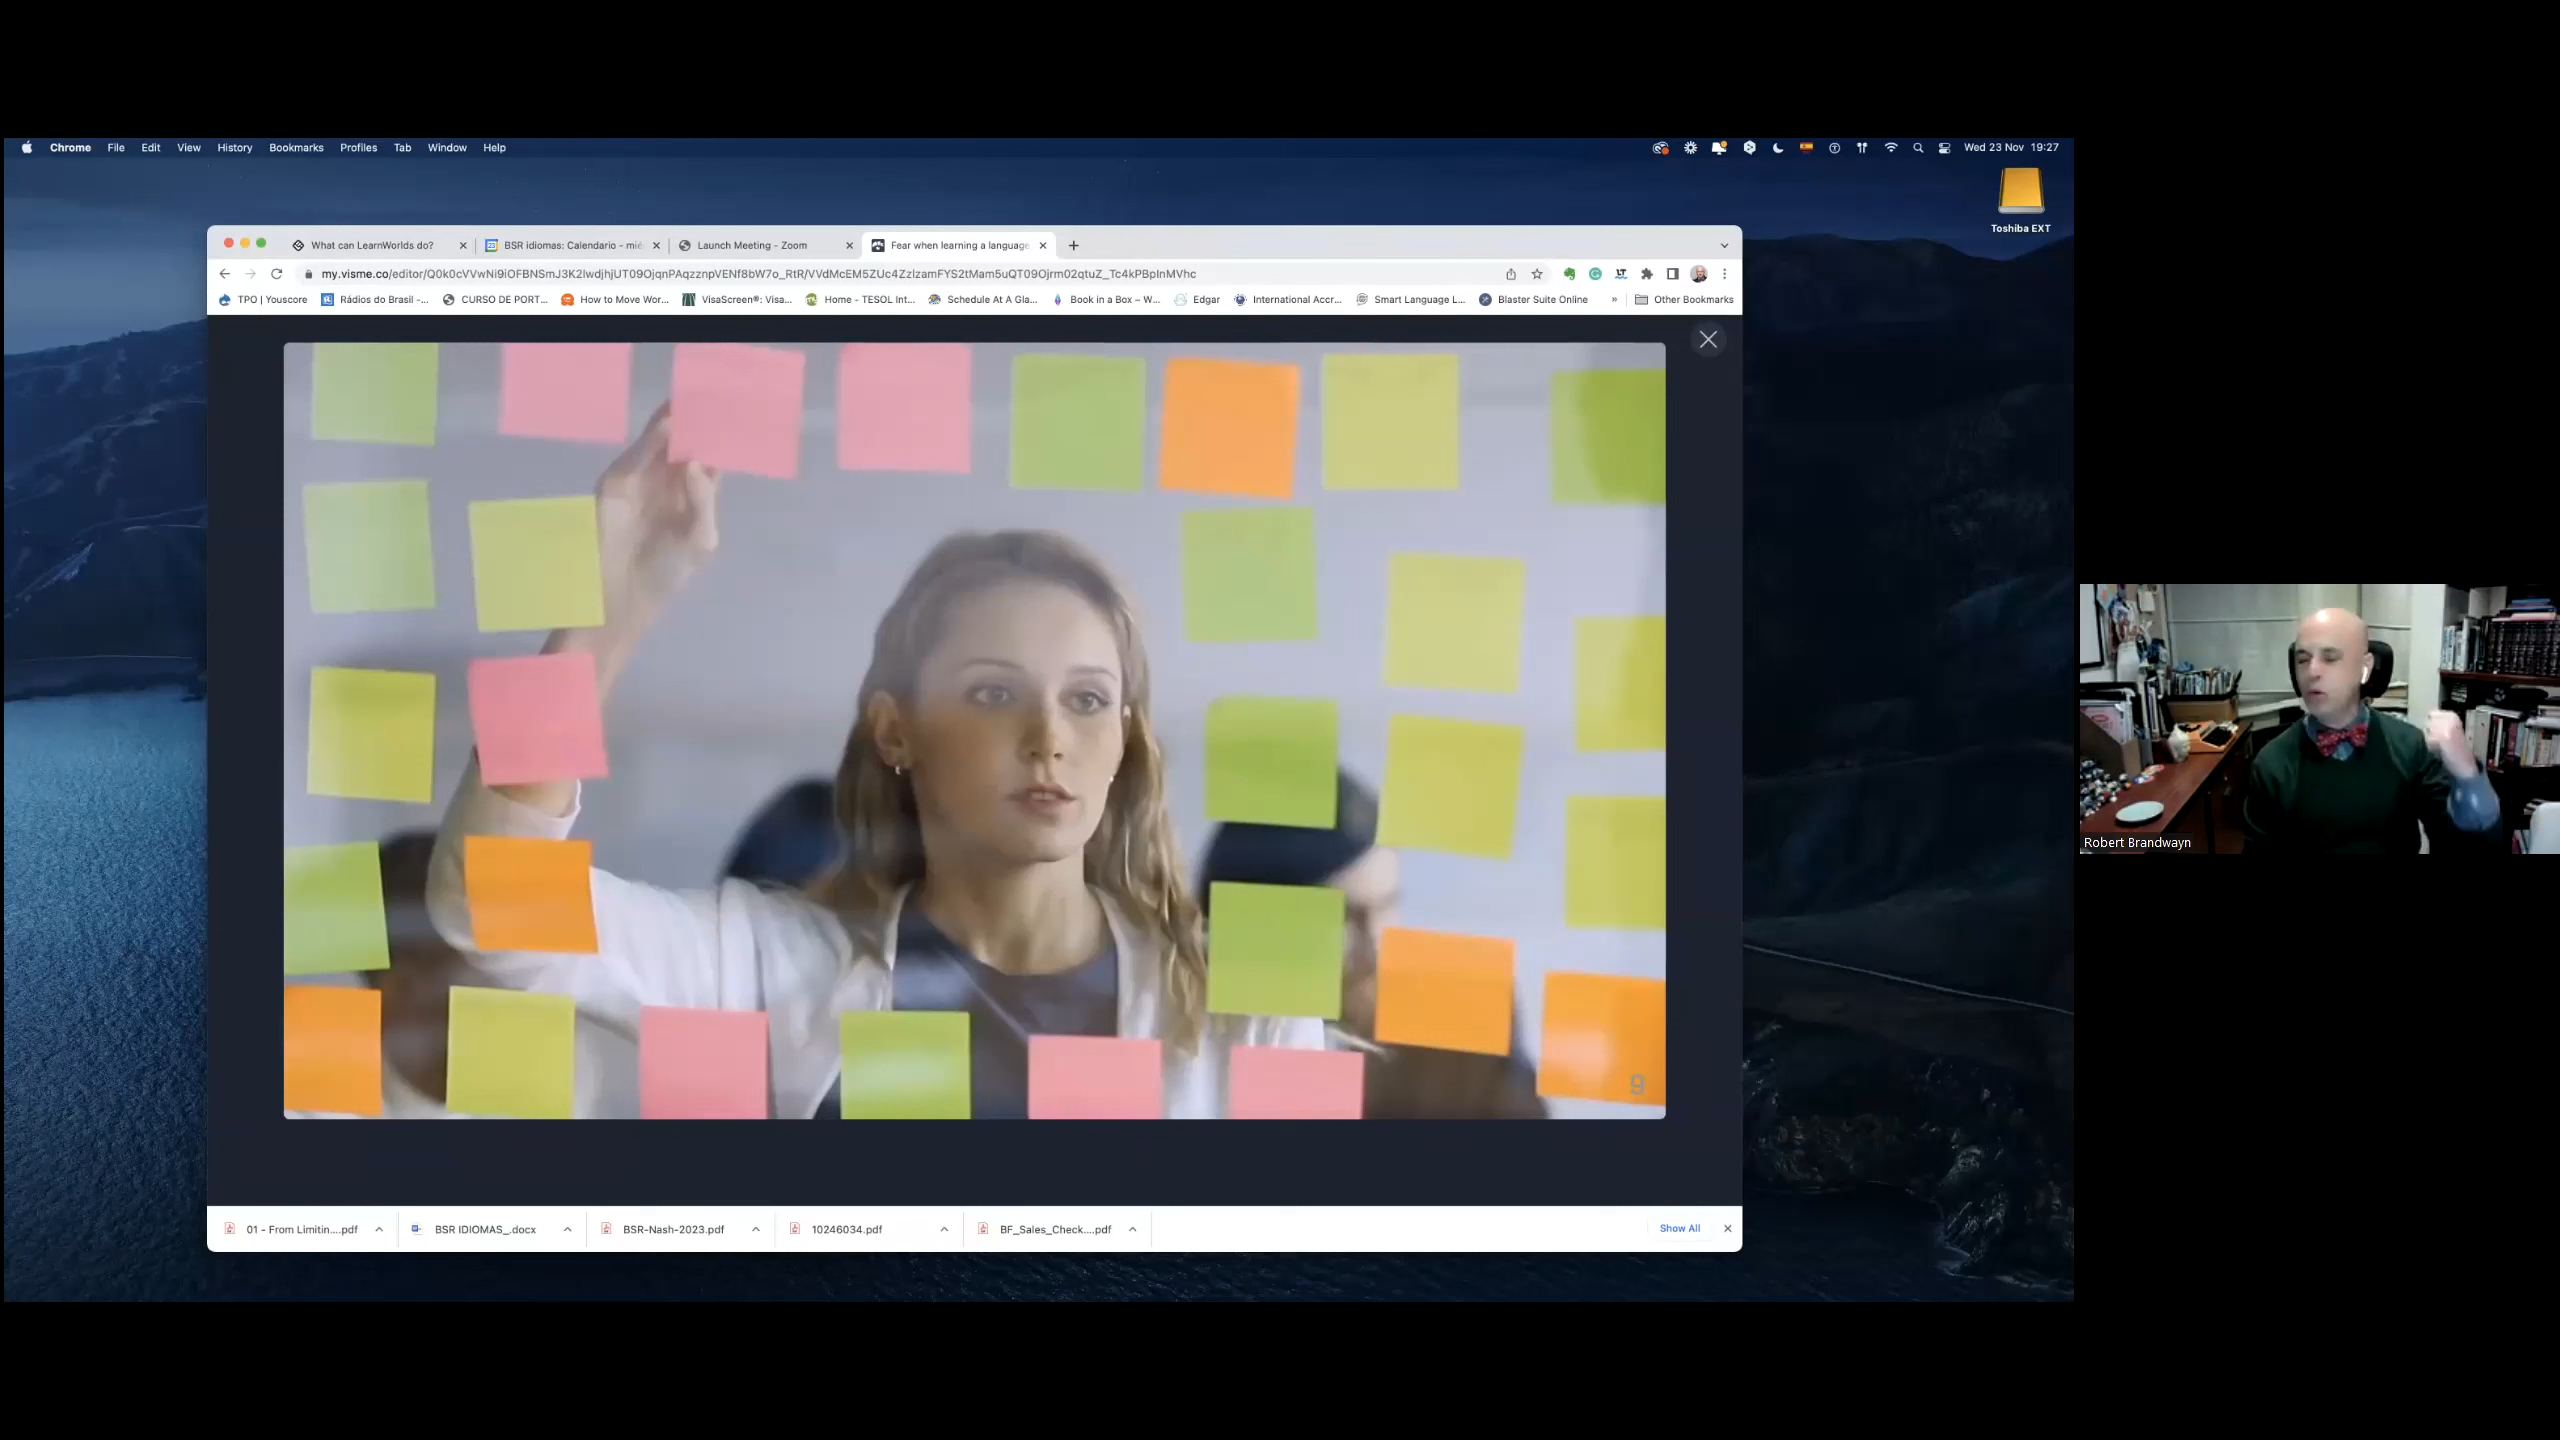 Chrome File Edit View History Bookmarks Profiles Tab Window Help Wed 23 Nov 19:27
Toshiba EXT
What can LearnWorlds do? BSR idiomas: Calendario - mié Launch Meeting - Zoom Fear when learning a language
my.visme.co/editor/
TPO | Youscore Rádios do Brasil -... CURSO DE PORT... How to Move Wor... VisaScreen®: Visa... Home - TESOL Int... Schedule At A Gla... Book in a Box – W... Edgar International Accr... Smart Language L... Blaster Suite Online » Other Bookmarks
9
Robert Brandwayn
01 - From Limitin....pdf BSR IDIOMAS_.docx BSR-Nash-2023.pdf 10246034.pdf BF_Sales_Check....pdf Show All